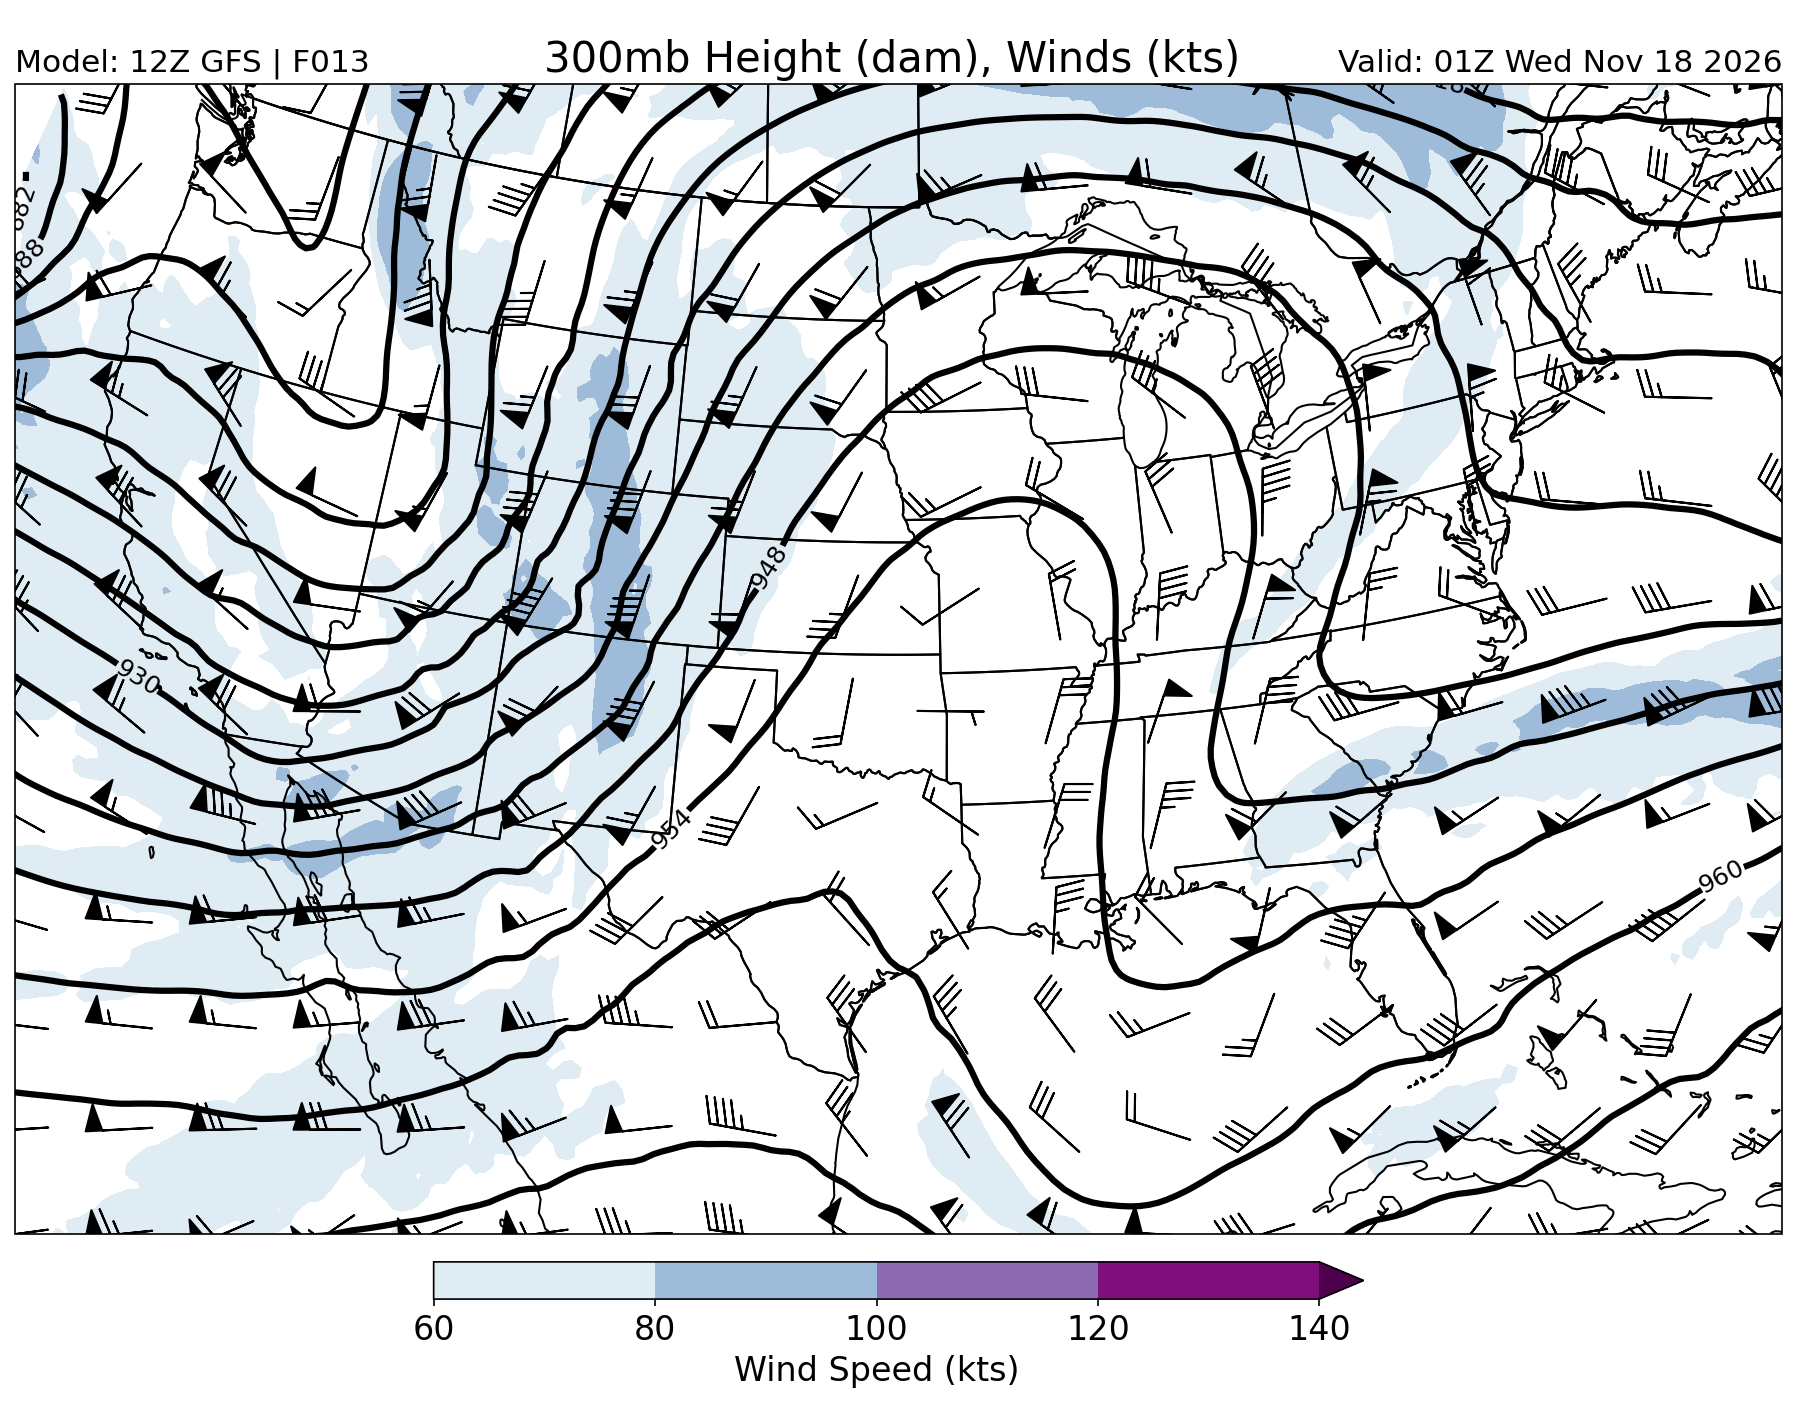 Model: 12Z GFS | F013
300mb Height (dam), Winds (kts)
Valid: 01Z Wed Nov 18 2026
882
888
930
948
954
960
60 80 100 120 140
Wind Speed (kts)